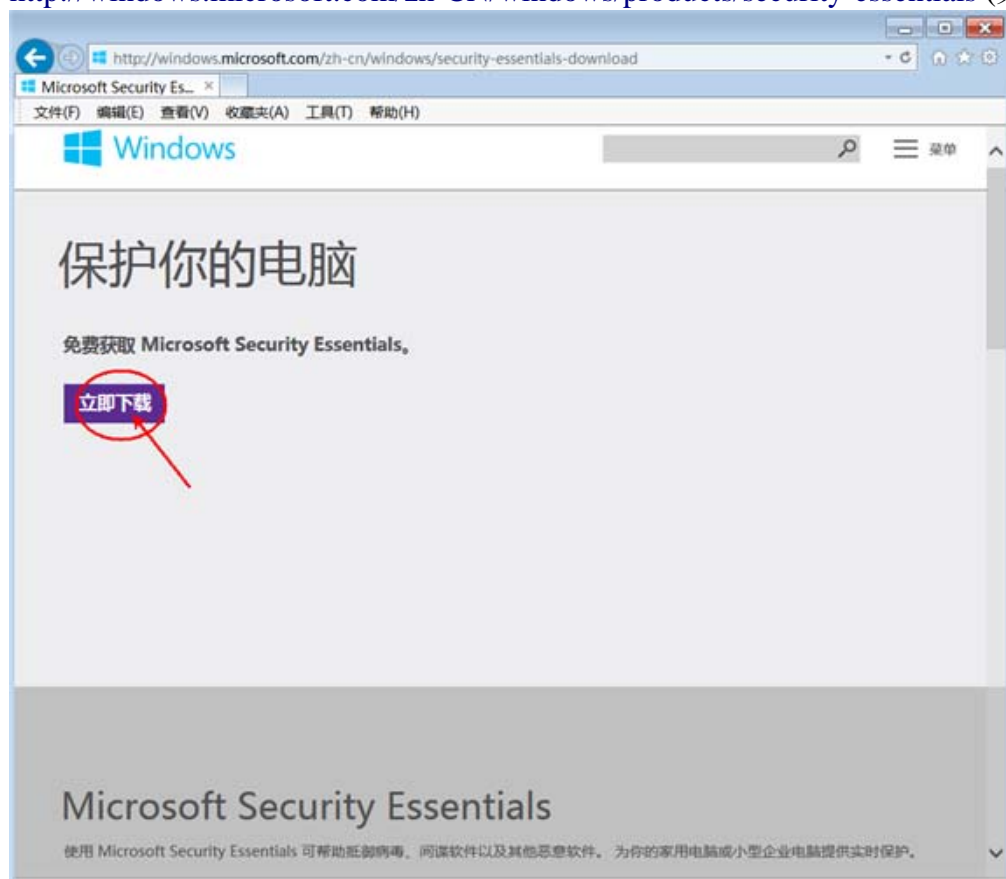 http://windows.microsoft.com/zh-cn/windows/security-essentials-download
Microsoft Security Es...
文件(F) 编辑(E) 查看(V) 收藏夹(A) 工具(T) 帮助(H)
Windows
菜单
保护你的电脑
免费获取 Microsoft Security Essentials。
立即下载
Microsoft Security Essentials
使用 Microsoft Security Essentials 可帮助抵御病毒、间谍软件以及其他恶意软件。 为你的家用电脑或小型企业电脑提供实时保护。